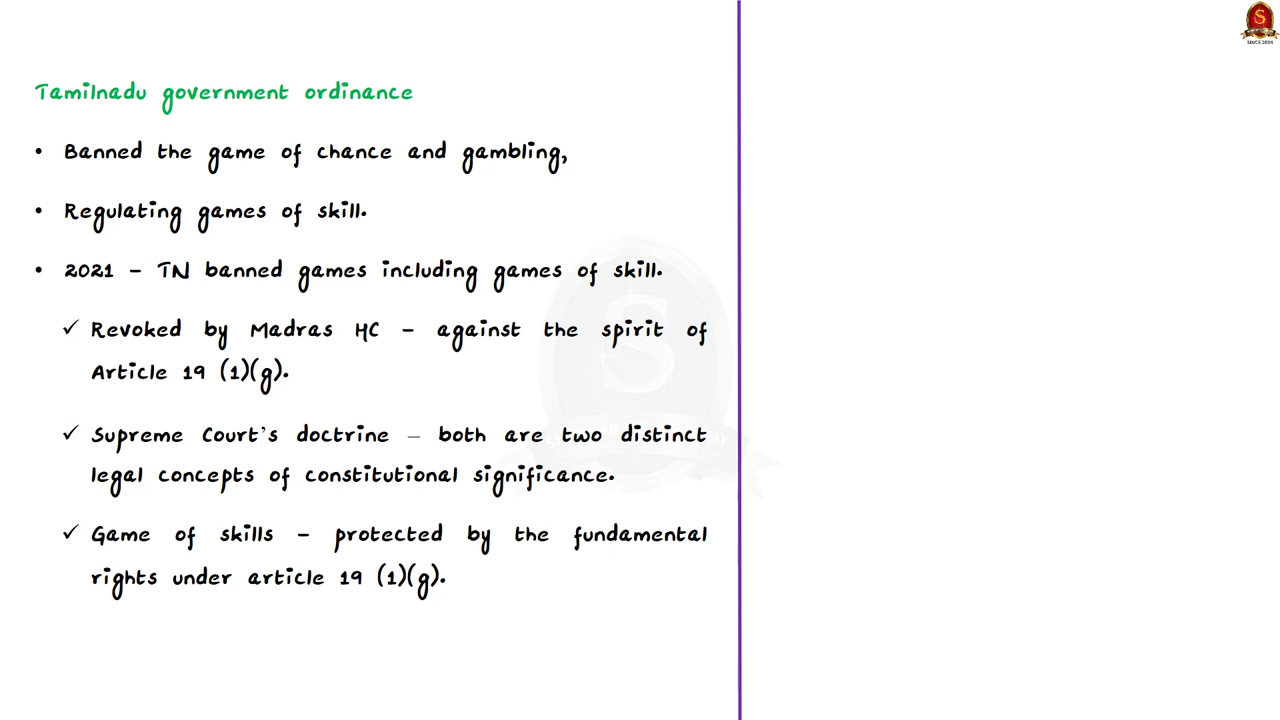 Tamilnadu government ordinance
• Banned the game of chance and gambling,
• Regulating games of skill.
• 2021 – TN banned games including games of skill.
✓ Revoked by Madras HC – against the spirit of
Article 19 (1)(g).
✓ Supreme Court's doctrine – both are two distinct
legal concepts of constitutional significance.
✓ Game of skills – protected by the fundamental
rights under article 19 (1)(g).
S
SINCE 2004